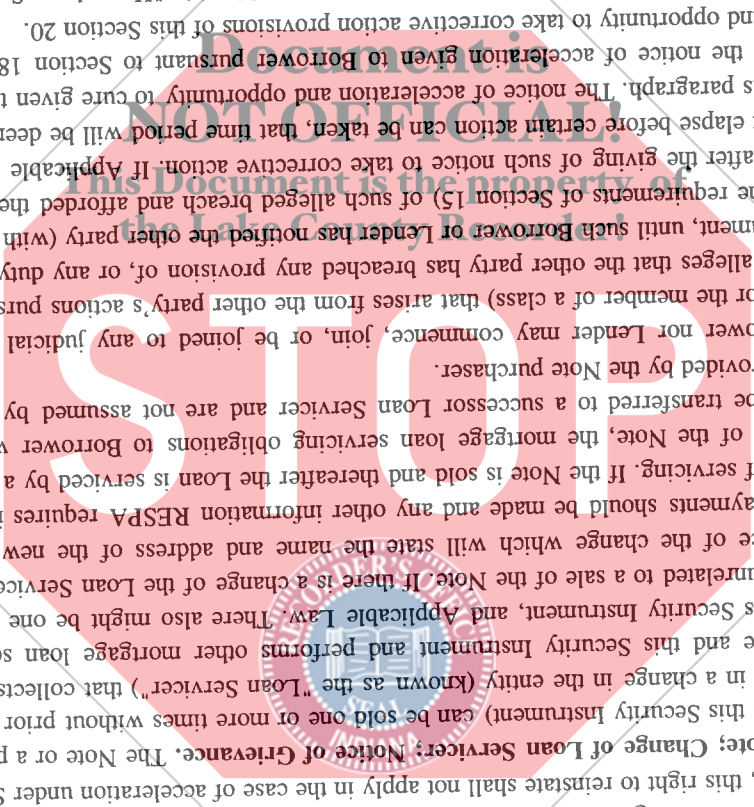 this right to reinstate shall not apply in the case of acceleration under
ote; Change of Loan Servicer; Notice of Grievance. The Note or a p
this Security Instrument) can be sold one or more times without prior
in a change in the entity (known as the "Loan Servicer") that collects
e and this Security Instrument and performs other mortgage loan se
s Security Instrument, and Applicable Law. There also might be one
unrelated to a sale of the Note. If there is a change of the Loan Service
ce of the change which will state the name and address of the new
ayments should be made and any other information RESPA requires
f servicing. If the Note is sold and thereafter the Loan is serviced by a
of the Note, the mortgage loan servicing obligations to Borrower w
be transferred to a successor Loan Servicer and are not assumed by
rovided by the Note purchaser.
ower nor Lender may commence, join, or be joined to any judicial
or the member of a class) that arises from the other party's actions purs
alleges that the other party has breached any provision of, or any duty
ument, until such Borrower or Lender has notified the other party (with
he requirements of Section 15) of such alleged breach and afforded the
after the giving of such notice to take corrective action. If Applicable
elapse before certain action can be taken, that time period will be deem
s paragraph. The notice of acceleration and opportunity to cure given t
the notice of acceleration given to Borrower pursuant to Section 18
nd opportunity to take corrective action provisions of this Section 20.
Document is
NOT OFFICIAL!
This Document is the property of
the Lake County Recorder!
STOP
RECORDER'S OFFICE
SEAL
INDIANA